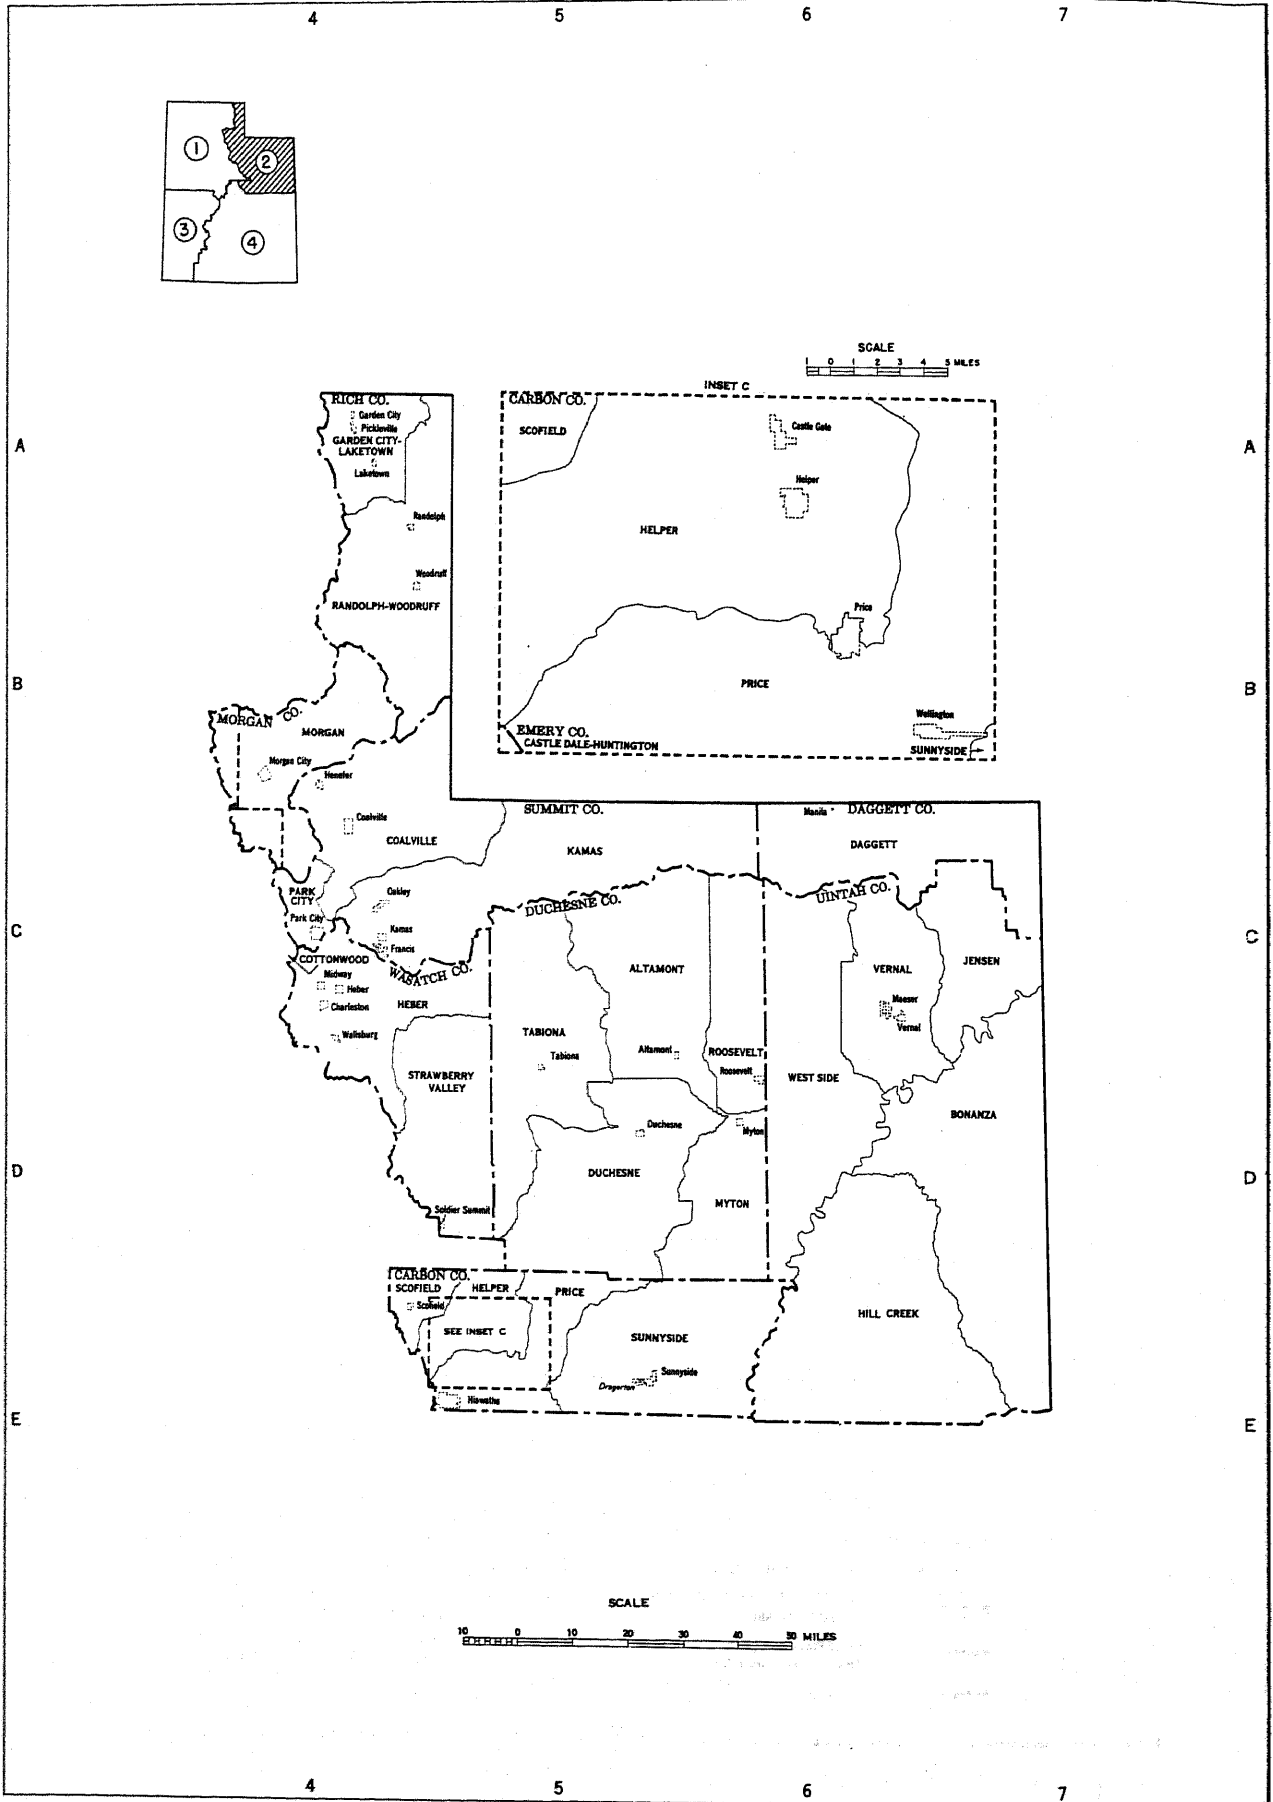 4 5 6 7
1
2
3
4
SCALE
1 0 1 2 3 4 5 MILES
INSET C
RICH CO.
Garden City
Pickleville
GARDEN CITY-
LAKETOWN
Laketown
Randolph
Woodruff
RANDOLPH-WOODRUFF
CARBON CO.
SCOFIELD
Castle Gate
Helper
HELPER
Price
PRICE
Wellington
SUNNYSIDE
EMERY CO.
CASTLE DALE-HUNTINGTON
A A
B B
MORGAN CO.
MORGAN
Morgan City
Henefer
Coalville
COALVILLE
SUMMIT CO.
KAMAS
Manila
DAGGETT CO.
DAGGETT
PARK
CITY
Park City
Oakley
Kamas
Francis
DUCHESNE CO.
UINTAH CO.
C C
COTTONWOOD
WASATCH CO.
Midway
Heber
Charleston
HEBER
Wallsburg
STRAWBERRY
VALLEY
TABIONA
Tabiona
ALTAMONT
Altamont
ROOSEVELT
Roosevelt
WEST SIDE
VERNAL
Maeser
Vernal
JENSEN
BONANZA
Duchesne
DUCHESNE
Myton
MYTON
D D
Soldier Summit
CARBON CO.
SCOFIELD
Scofield
HELPER
PRICE
SEE INSET C
SUNNYSIDE
Sunnyside
Dragerton
Hiawatha
HILL CREEK
E E
SCALE
10 0 10 20 30 40 50 MILES
4 5 6 7